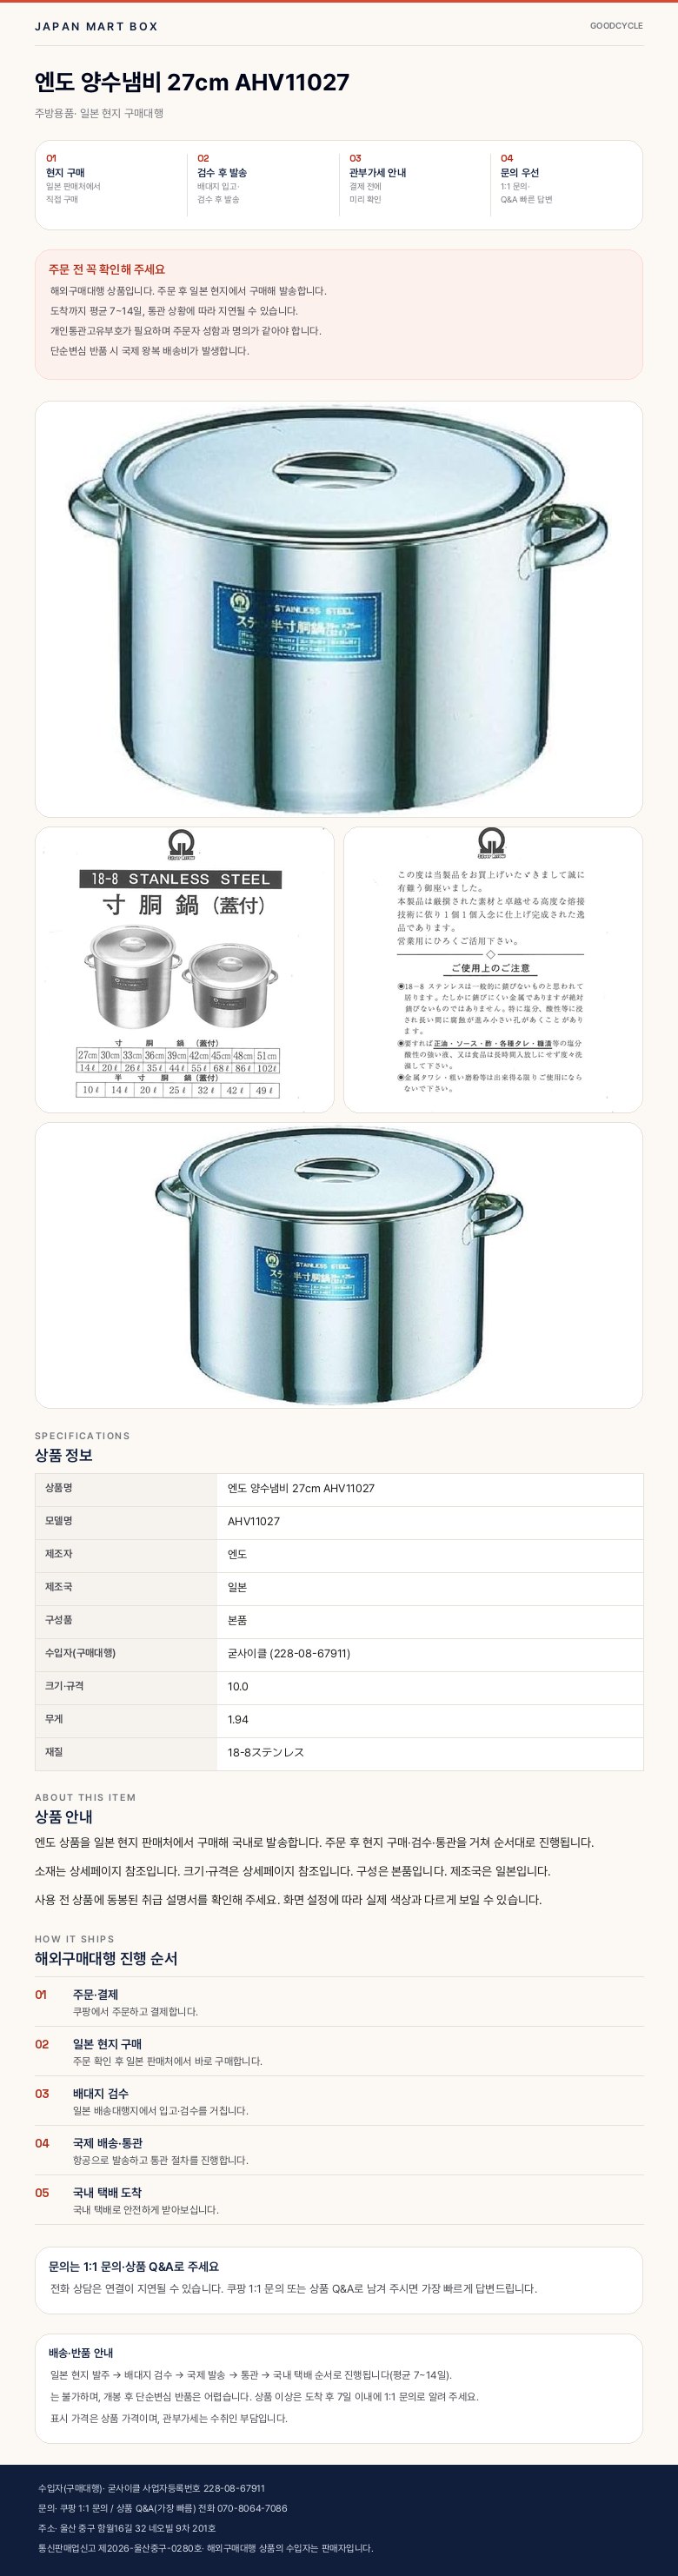 JAPAN MART BOX
GOODCYCLE
엔도 양수냄비 27cm AHV11027
주방용품· 일본 현지 구매대행
01
현지 구매
일본 판매처에서
직접 구매
02
검수 후 발송
배대지 입고·
검수 후 발송
03
관부가세 안내
결제 전에
미리 확인
04
문의 우선
1:1 문의·
Q&A 빠른 답변
주문 전 꼭 확인해 주세요
해외구매대행 상품입니다. 주문 후 일본 현지에서 구매해 발송합니다.
도착까지 평균 7~14일, 통관 상황에 따라 지연될 수 있습니다.
개인통관고유부호가 필요하며 주문자 성함과 명의가 같아야 합니다.
단순변심 반품 시 국제 왕복 배송비가 발생합니다.
STAINLESS STEEL
ステ 半寸胴鍋
18-8 STANLESS STEEL
寸胴鍋(蓋付)
寸 胴 鍋 (蓋付)
27cm 30cm 33cm 36cm 39cm 42cm 45cm 48cm 51cm
14ℓ 20ℓ 26ℓ 35ℓ 44ℓ 55ℓ 68ℓ 86ℓ 102ℓ
半 寸 胴 鍋 (蓋付)
10ℓ 14ℓ 20ℓ 25ℓ 32ℓ 42ℓ 49ℓ
この度は当製品をお買上げいたゞきまして誠に
有難う御座いました。
本製品は厳撰された素材と卓越せる高度な熔接
技術に依り1個1個入念に仕上げ完成された逸
品であります。
営業用にひろくご活用下さい。
ご使用上のご注意
◉18-8 ステンレスは一般的に錆びないものと思われて
居ります。たしかに錆びにくい金属でありますが絶対
錆びないものではありません。特に塩分、酸性等に浸
され長い間に腐蝕が進み小さい孔があくことがあり
ます。
◉要すれば正油・ソース・酢・各種タレ・糠漬等の塩分
酸性の強い液、又は食品は長時間入放しにせず度々洗
滌して下さい。
◉金属タワシ・粗い磨粉等は出来得る限りご使用になら
ないで下さい。
STAINLESS STEEL
ステ 半寸胴鍋
SPECIFICATIONS
상품 정보
상품명 엔도 양수냄비 27cm AHV11027
모델명 AHV11027
제조자 엔도
제조국 일본
구성품 본품
수입자(구매대행) 굳사이클 (228-08-67911)
크기·규격 10.0
무게 1.94
재질 18-8ステンレス
ABOUT THIS ITEM
상품 안내
엔도 상품을 일본 현지 판매처에서 구매해 국내로 발송합니다. 주문 후 현지 구매·검수·통관을 거쳐 순서대로 진행됩니다.
소재는 상세페이지 참조입니다. 크기·규격은 상세페이지 참조입니다. 구성은 본품입니다. 제조국은 일본입니다.
사용 전 상품에 동봉된 취급 설명서를 확인해 주세요. 화면 설정에 따라 실제 색상과 다르게 보일 수 있습니다.
HOW IT SHIPS
해외구매대행 진행 순서
01 주문·결제
쿠팡에서 주문하고 결제합니다.
02 일본 현지 구매
주문 확인 후 일본 판매처에서 바로 구매합니다.
03 배대지 검수
일본 배송대행지에서 입고·검수를 거칩니다.
04 국제 배송·통관
항공으로 발송하고 통관 절차를 진행합니다.
05 국내 택배 도착
국내 택배로 안전하게 받아보십니다.
문의는 1:1 문의·상품 Q&A로 주세요
전화 상담은 연결이 지연될 수 있습니다. 쿠팡 1:1 문의 또는 상품 Q&A로 남겨 주시면 가장 빠르게 답변드립니다.
배송·반품 안내
일본 현지 발주 → 배대지 검수 → 국제 발송 → 통관 → 국내 택배 순서로 진행됩니다(평균 7~14일).
는 불가하며, 개봉 후 단순변심 반품은 어렵습니다. 상품 이상은 도착 후 7일 이내에 1:1 문의로 알려 주세요.
표시 가격은 상품 가격이며, 관부가세는 수취인 부담입니다.
수입자(구매대행)· 굳사이클 사업자등록번호 228-08-67911
문의· 쿠팡 1:1 문의 / 상품 Q&A(가장 빠름) 전화 070-8064-7086
주소· 울산 중구 함월16길 32 네오빌 9차 201호
통신판매업신고 제2026-울산중구-0280호· 해외구매대행 상품의 수입자는 판매자입니다.